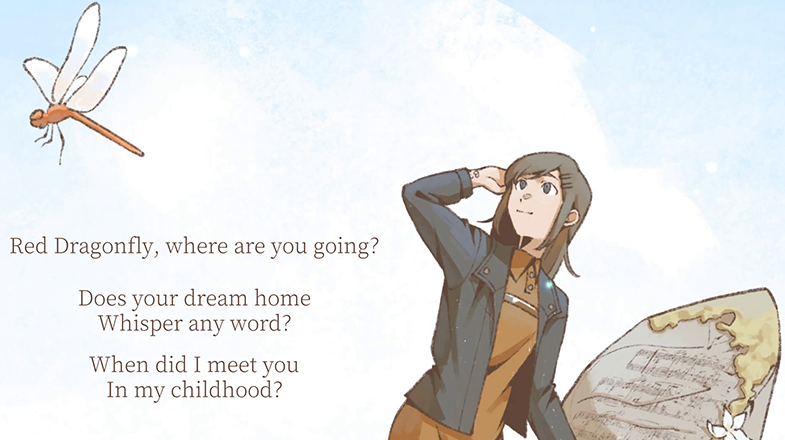 Red Dragonfly, where are you going?
Does your dream home
Whisper any word?
When did I meet you
In my childhood?